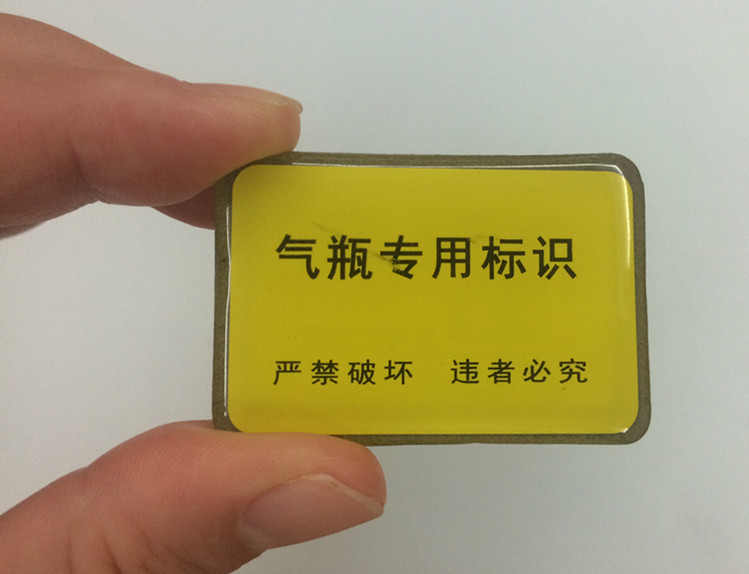 气瓶专用标识
严禁破坏 违者必究